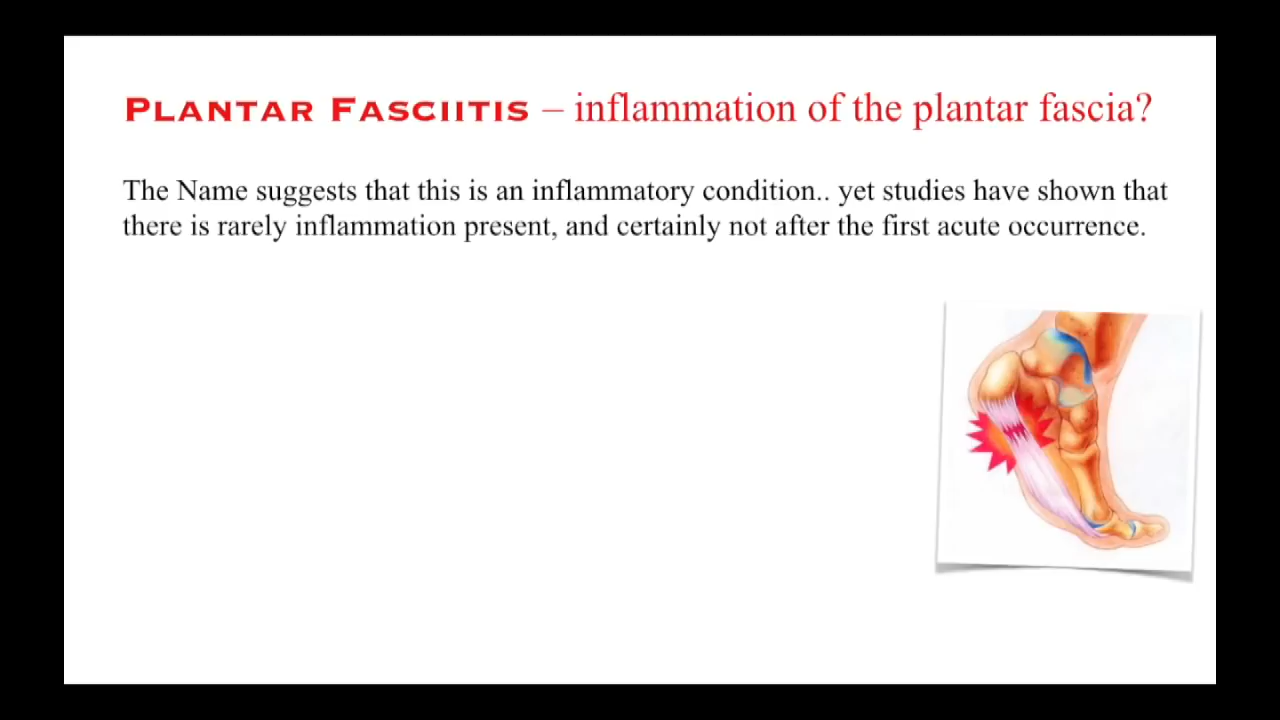 PLANTAR FASCIITIS – inflammation of the plantar fascia?
The Name suggests that this is an inflammatory condition.. yet studies have shown that
there is rarely inflammation present, and certainly not after the first acute occurrence.